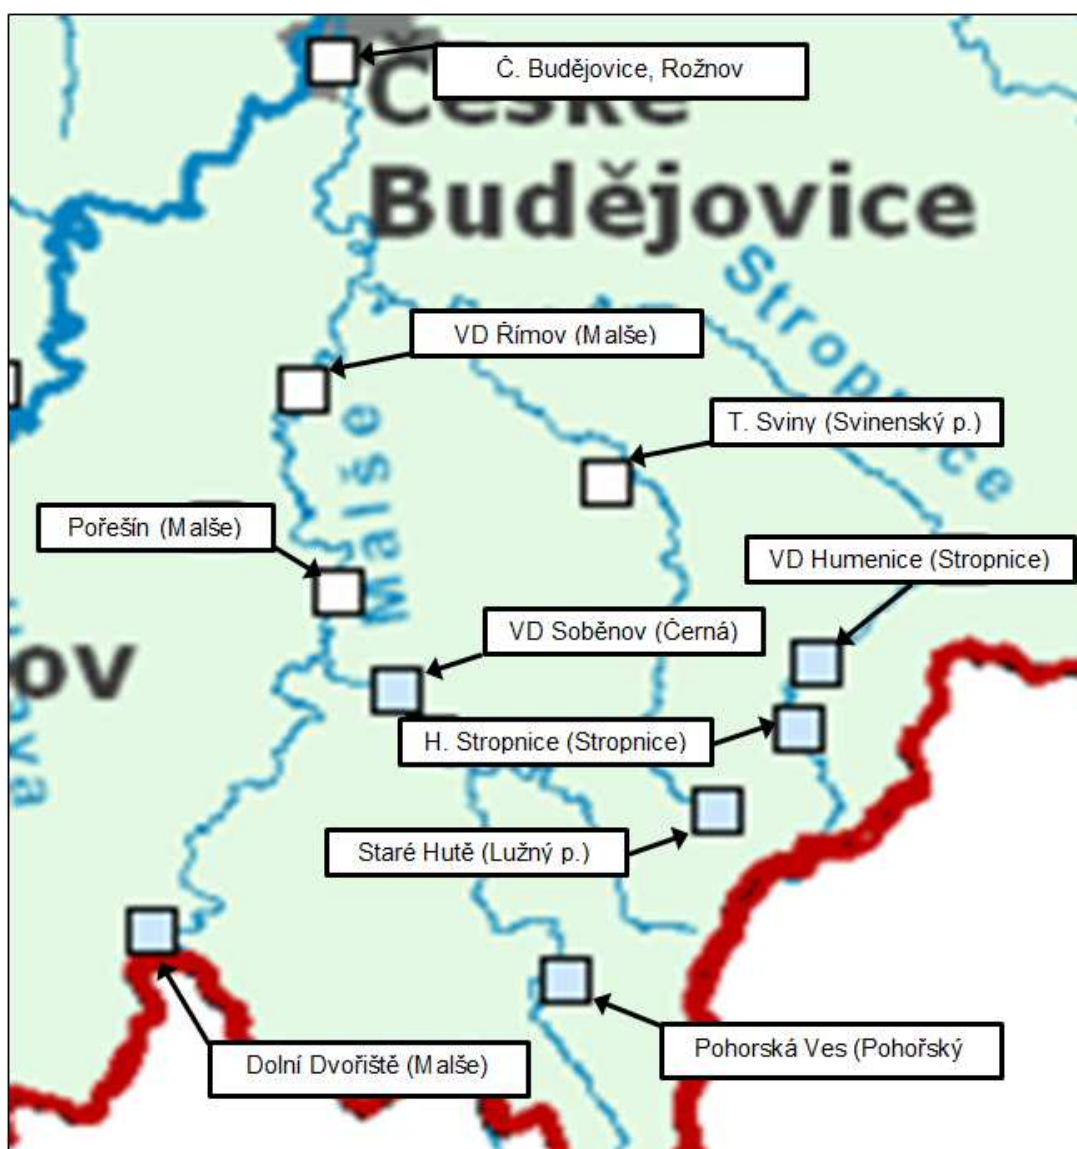 Č. Budějovice, Rožnov
České
Budějovice
Stropnice
VD Římov (Malše)
Malše
T. Sviny (Svinenský p.)
Pořešín (Malše)
VD Humenice (Stropnice)
VD Soběnov (Černá)
ov
H. Stropnice (Stropnice)
Staré Hutě (Lužný p.)
Pohorská Ves (Pohořský
Dolní Dvořiště (Malše)